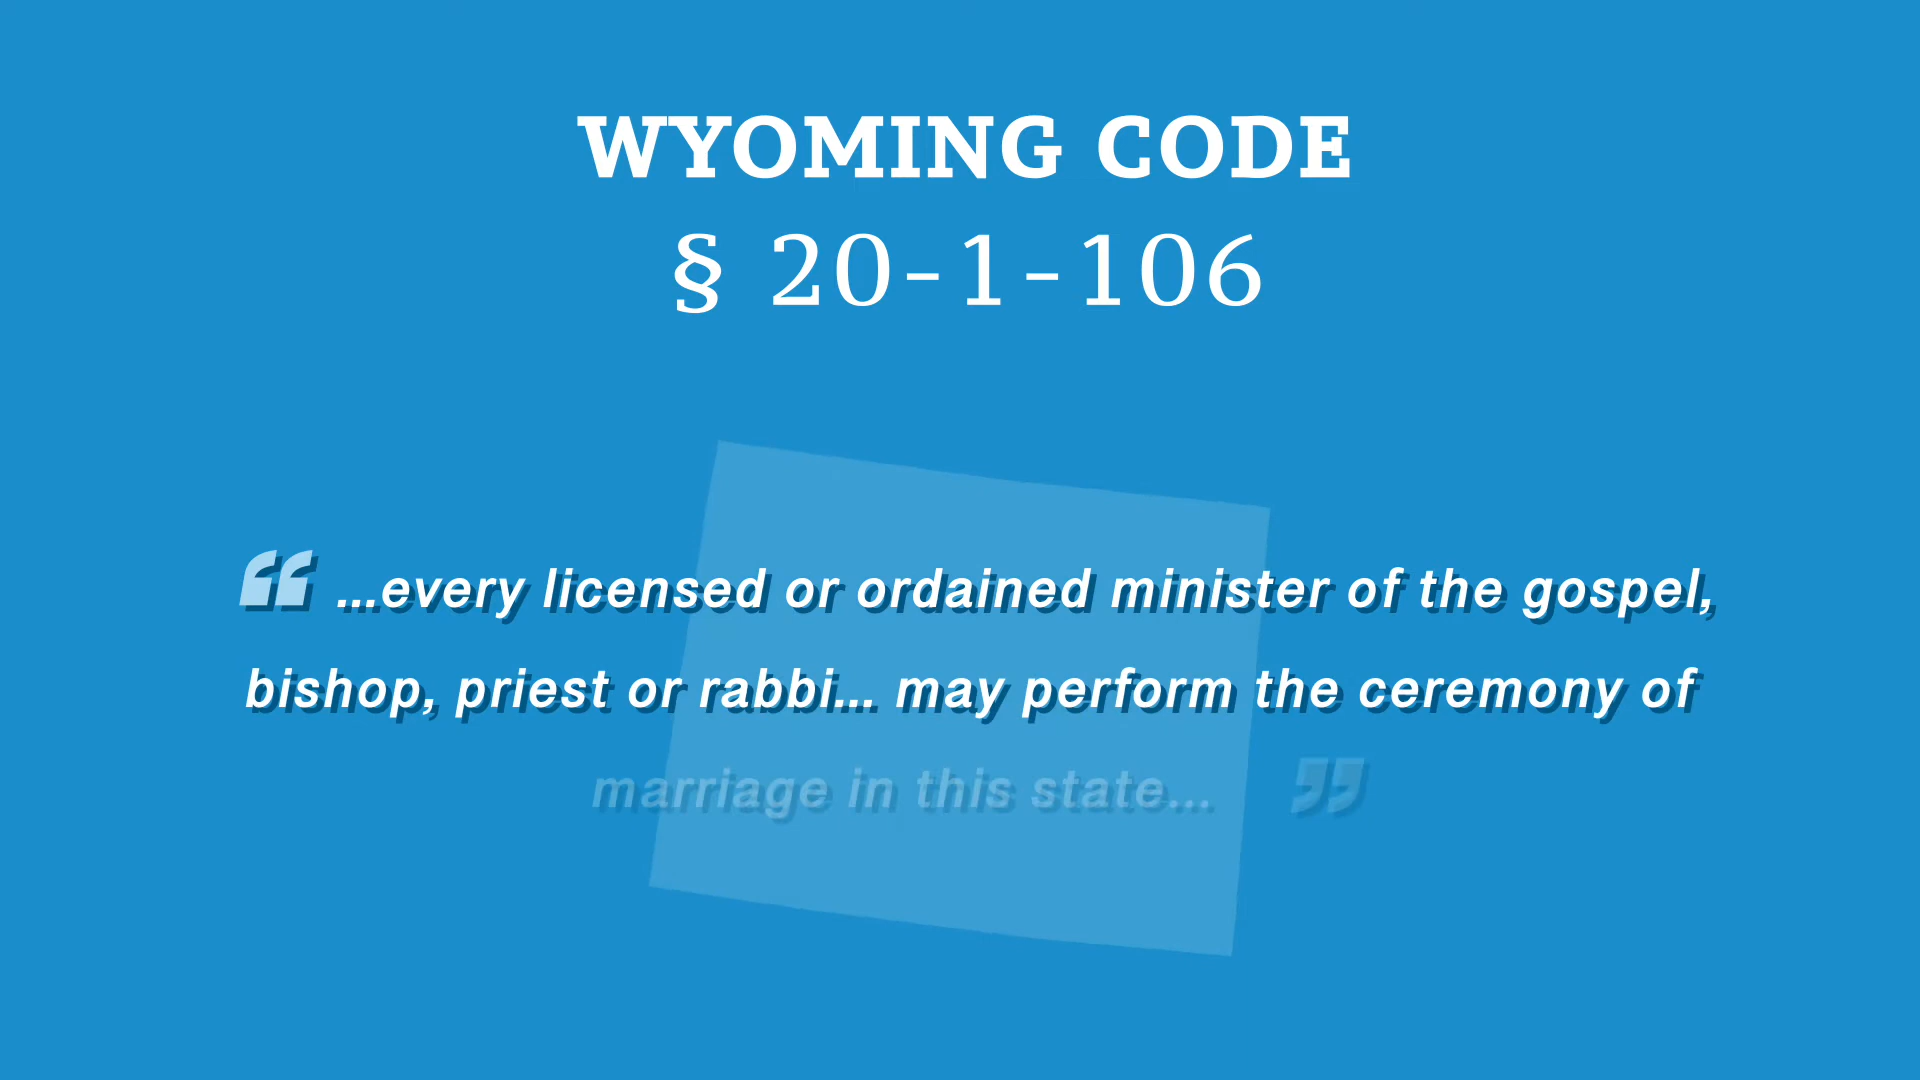 WYOMING CODE
§ 20-1-106
“ ...every licensed or ordained minister of the gospel,
bishop, priest or rabbi... may perform the ceremony of
marriage in this state... ”